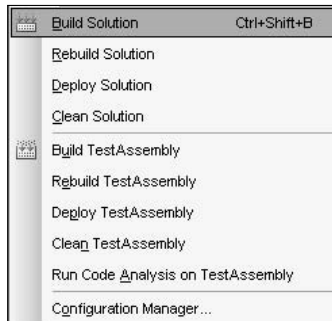 Build Solution Ctrl+Shift+B
Rebuild Solution
Deploy Solution
Clean Solution
Build TestAssembly
Rebuild TestAssembly
Deploy TestAssembly
Clean TestAssembly
Run Code Analysis on TestAssembly
Configuration Manager...